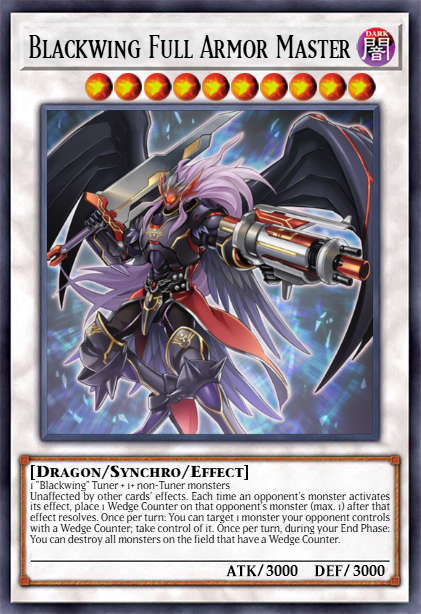 Blackwing Full Armor Master
DARK
闇
[Dragon/Synchro/Effect]
1 "Blackwing" Tuner + 1+ non-Tuner monsters
Unaffected by other cards' effects. Each time an opponent's monster activates
its effect, place 1 Wedge Counter on that opponent's monster (max. 1) after that
effect resolves. Once per turn: You can target 1 monster your opponent controls
with a Wedge Counter; take control of it. Once per turn, during your End Phase:
You can destroy all monsters on the field that have a Wedge Counter.
ATK/3000 DEF/3000